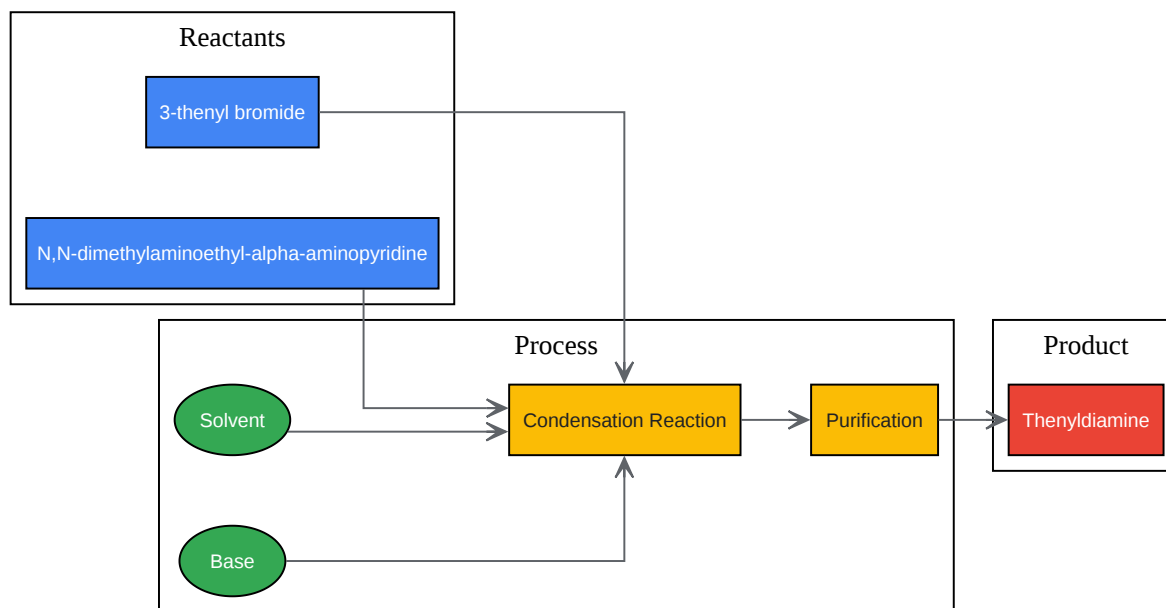 Reactants
3-thenyl bromide
N,N-dimethylaminoethyl-alpha-aminopyridine
Process
Product
Solvent
Condensation Reaction
Purification
Thenyldiamine
Base